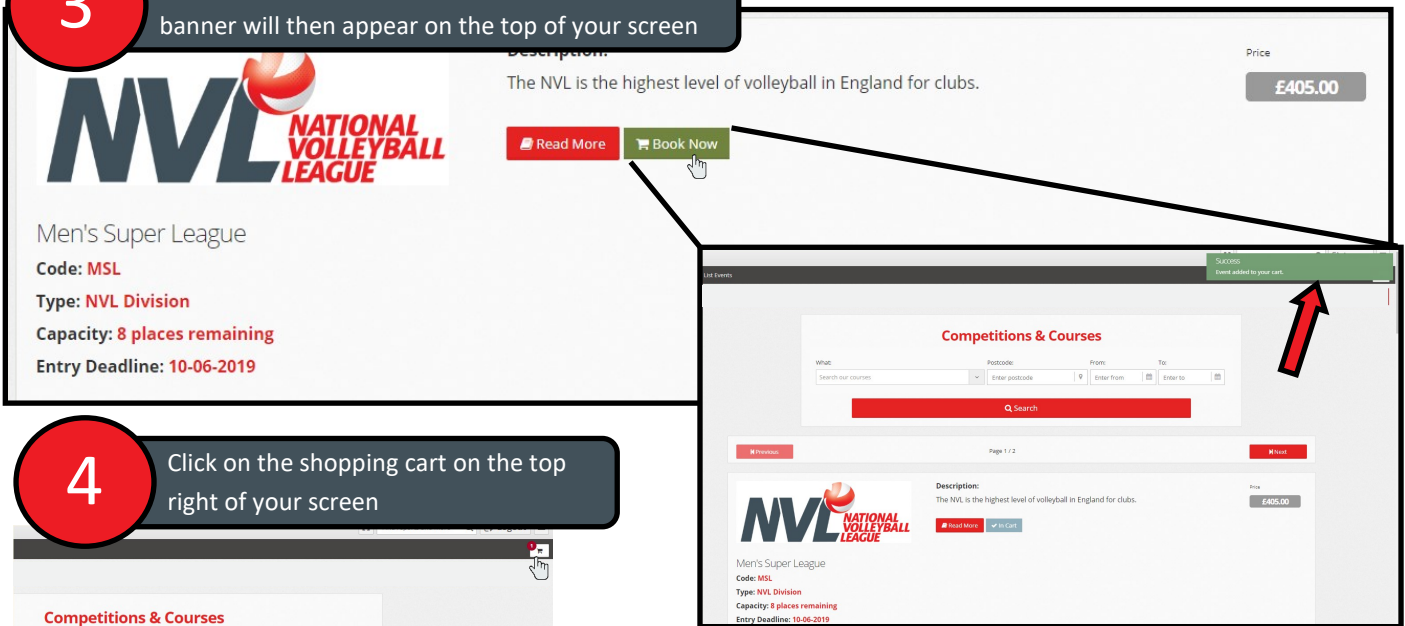 3
banner will then appear on the top of your screen
Description:
Price
The NVL is the highest level of volleyball in England for clubs.
£405.00
NVL
NATIONAL
VOLLEYBALL
LEAGUE
Read More
Book Now
Men's Super League
Code: MSL
Type: NVL Division
Capacity: 8 places remaining
Entry Deadline: 10-06-2019
Success
Event added to your cart.
List Events
Competitions & Courses
What:
Postcode:
From:
To:
Search our courses
Enter postcode
Enter from
Enter to
Search
Previous
Page 1 / 2
Next
Description:
Price
The NVL is the highest level of volleyball in England for clubs.
£405.00
NVL
NATIONAL
VOLLEYBALL
LEAGUE
Read More
In Cart
Men's Super League
Code: MSL
Type: NVL Division
Capacity: 8 places remaining
Entry Deadline: 10-06-2019
4
Click on the shopping cart on the top
right of your screen
1
Competitions & Courses